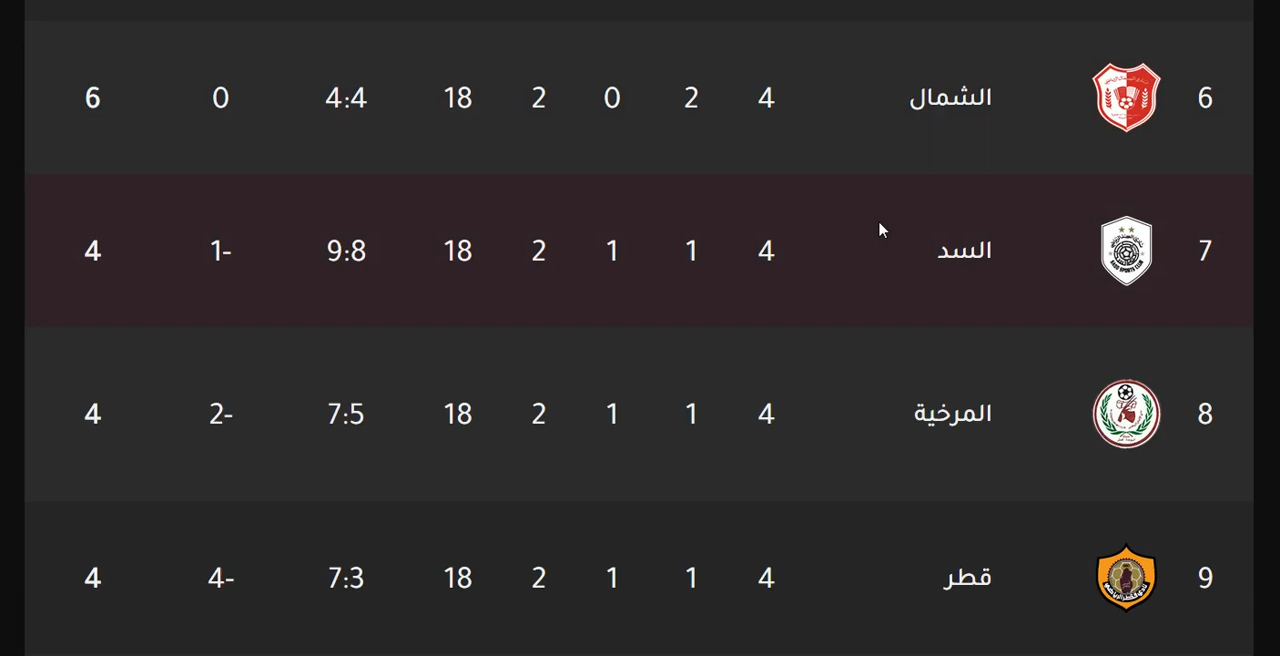 6 الشمال 4 2 0 2 18 4:4 0 6
7 السد 4 1 1 2 18 9:8 1- 4
8 المرخية 4 1 1 2 18 7:5 2- 4
9 قطر 4 1 1 2 18 7:3 4- 4